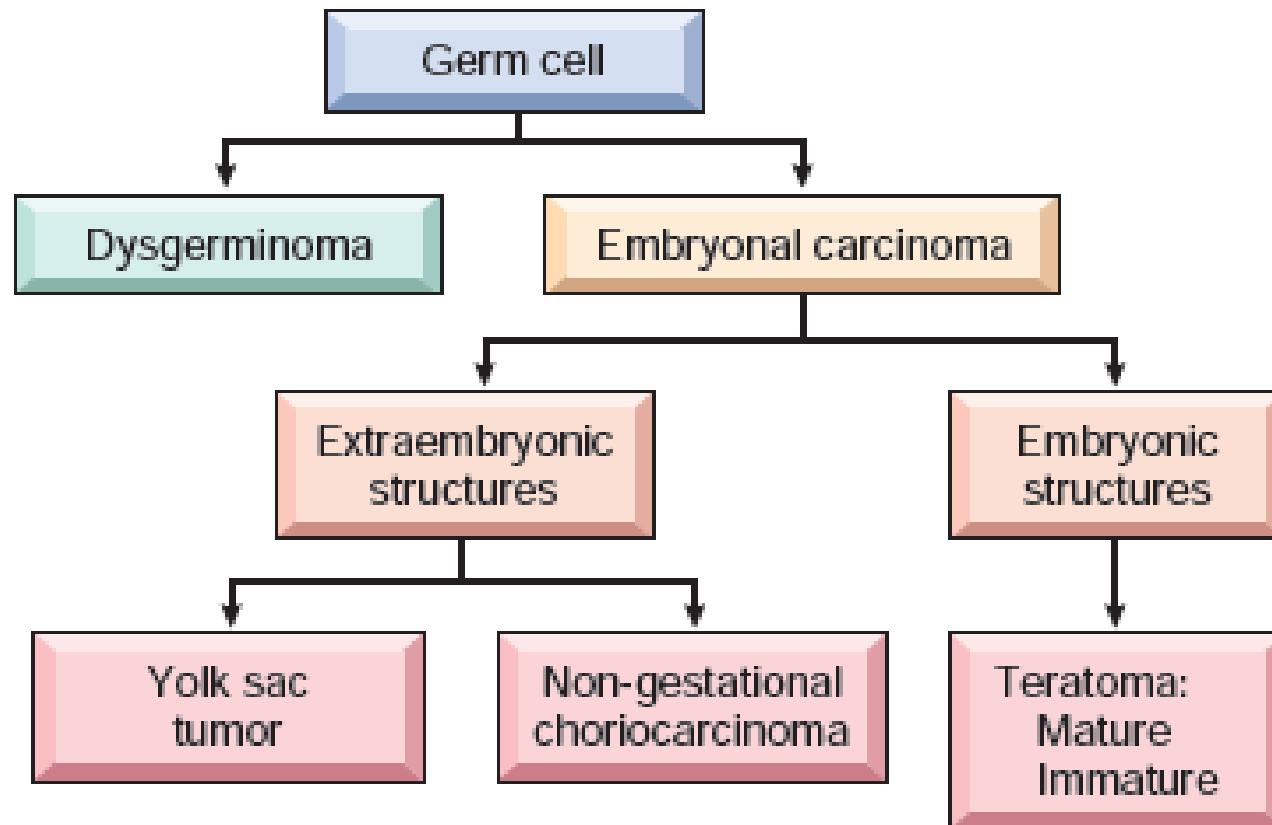 Germ cell
Dysgerminoma
Embryonal carcinoma
Extraembryonic
structures
Embryonic
structures
Yolk sac
tumor
Non-gestational
choriocarcinoma
Teratoma:
Mature
Immature